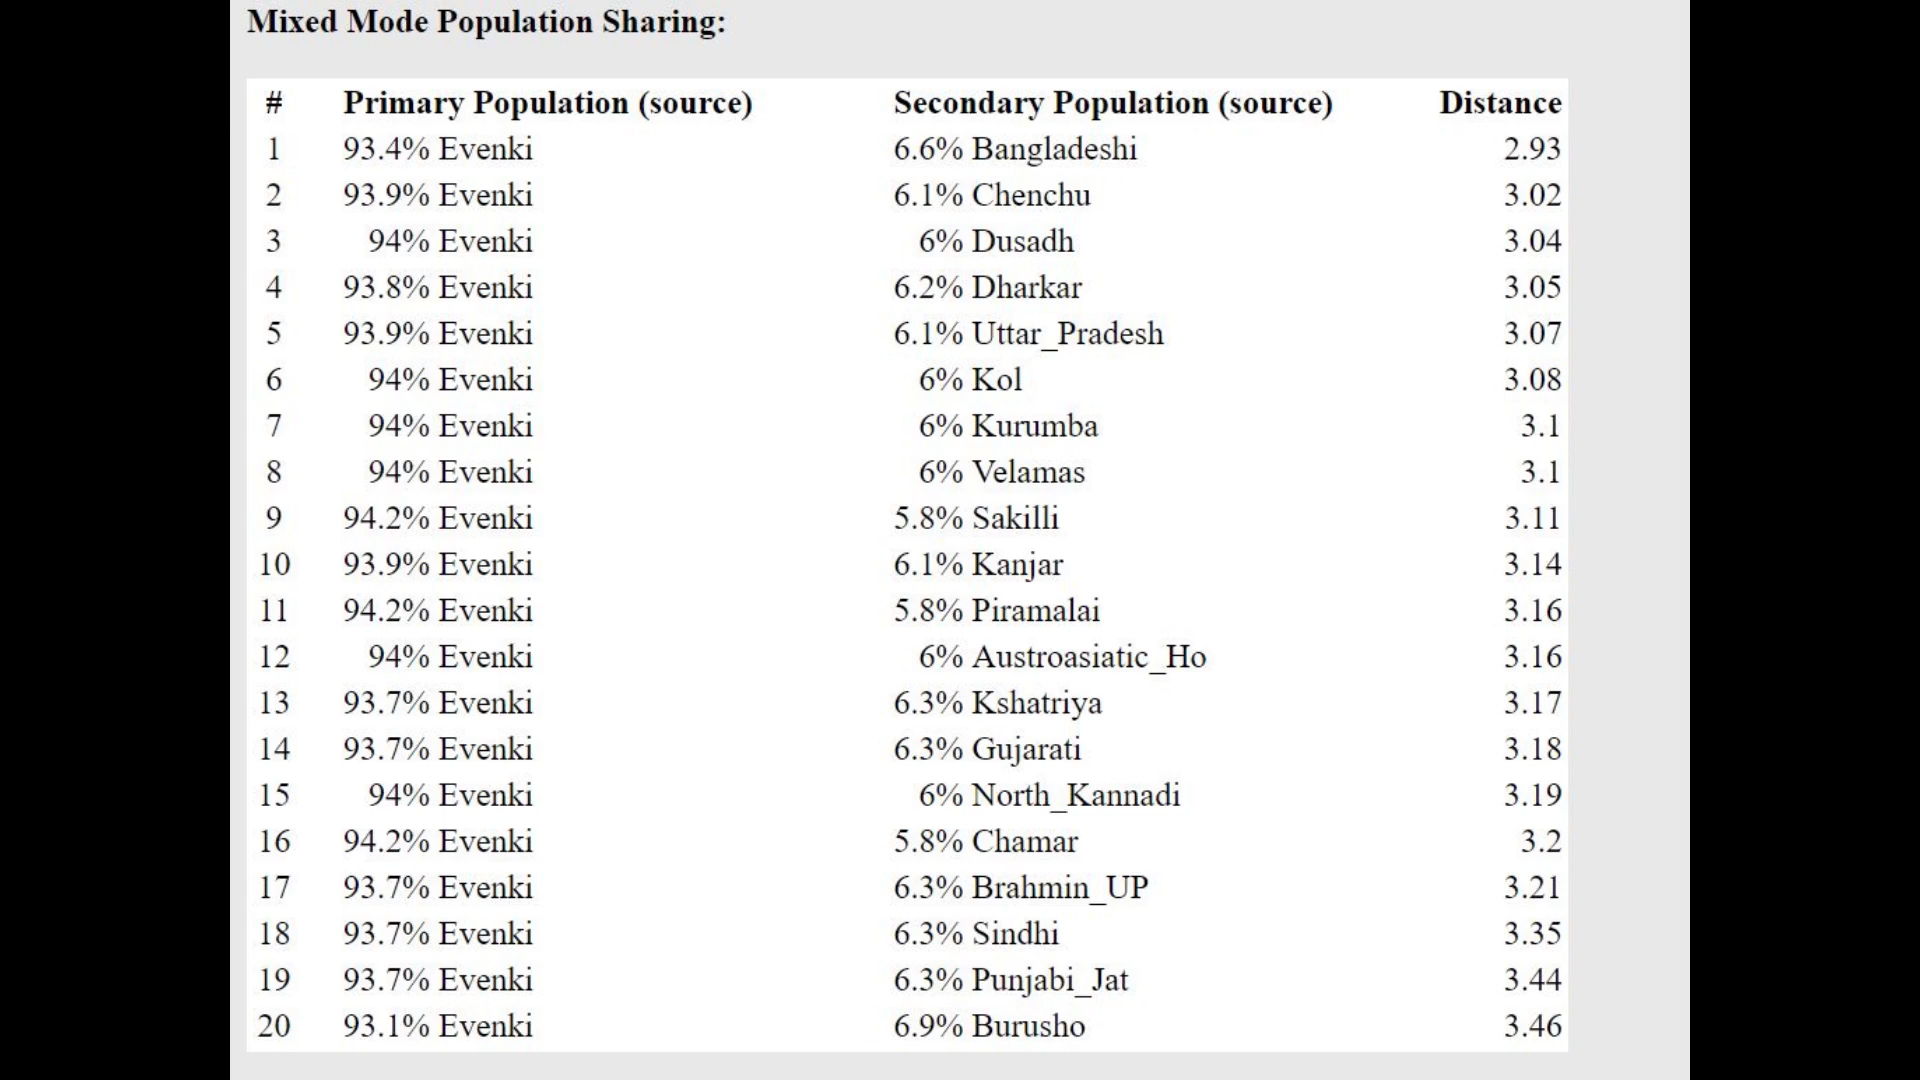 Mixed Mode Population Sharing:
# Primary Population (source) Secondary Population (source) Distance
1 93.4% Evenki 6.6% Bangladeshi 2.93
2 93.9% Evenki 6.1% Chenchu 3.02
3 94% Evenki 6% Dusadh 3.04
4 93.8% Evenki 6.2% Dharkar 3.05
5 93.9% Evenki 6.1% Uttar_Pradesh 3.07
6 94% Evenki 6% Kol 3.08
7 94% Evenki 6% Kurumba 3.1
8 94% Evenki 6% Velamas 3.1
9 94.2% Evenki 5.8% Sakilli 3.11
10 93.9% Evenki 6.1% Kanjar 3.14
11 94.2% Evenki 5.8% Piramalai 3.16
12 94% Evenki 6% Austroasiatic_Ho 3.16
13 93.7% Evenki 6.3% Kshatriya 3.17
14 93.7% Evenki 6.3% Gujarati 3.18
15 94% Evenki 6% North_Kannadi 3.19
16 94.2% Evenki 5.8% Chamar 3.2
17 93.7% Evenki 6.3% Brahmin_UP 3.21
18 93.7% Evenki 6.3% Sindhi 3.35
19 93.7% Evenki 6.3% Punjabi_Jat 3.44
20 93.1% Evenki 6.9% Burusho 3.46